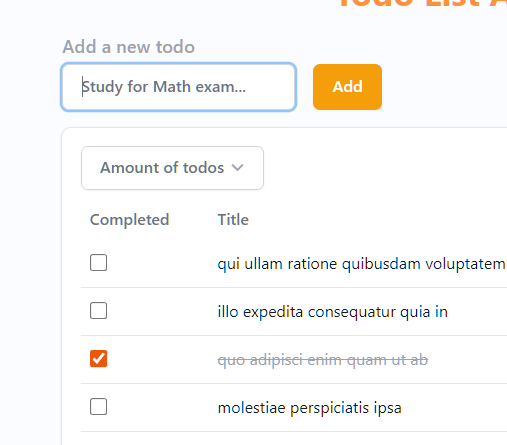 Todo List A
Add a new todo
Study for Math exam...
Add
Amount of todos
Completed Title
qui ullam ratione quibusdam voluptatem
illo expedita consequatur quia in
quo adipisci enim quam ut ab
molestiae perspiciatis ipsa